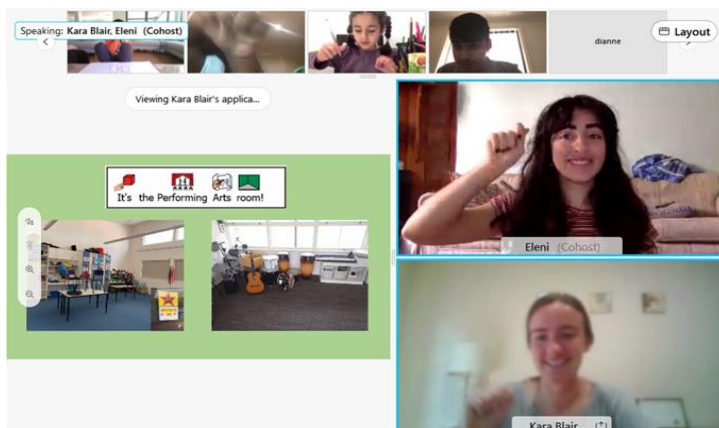 Speaking: Kara Blair, Eleni (Cohost)
dianne
Layout
Viewing Kara Blair's applica...
It's the Performing Arts room!
Eleni (Cohost)
Kara Blair